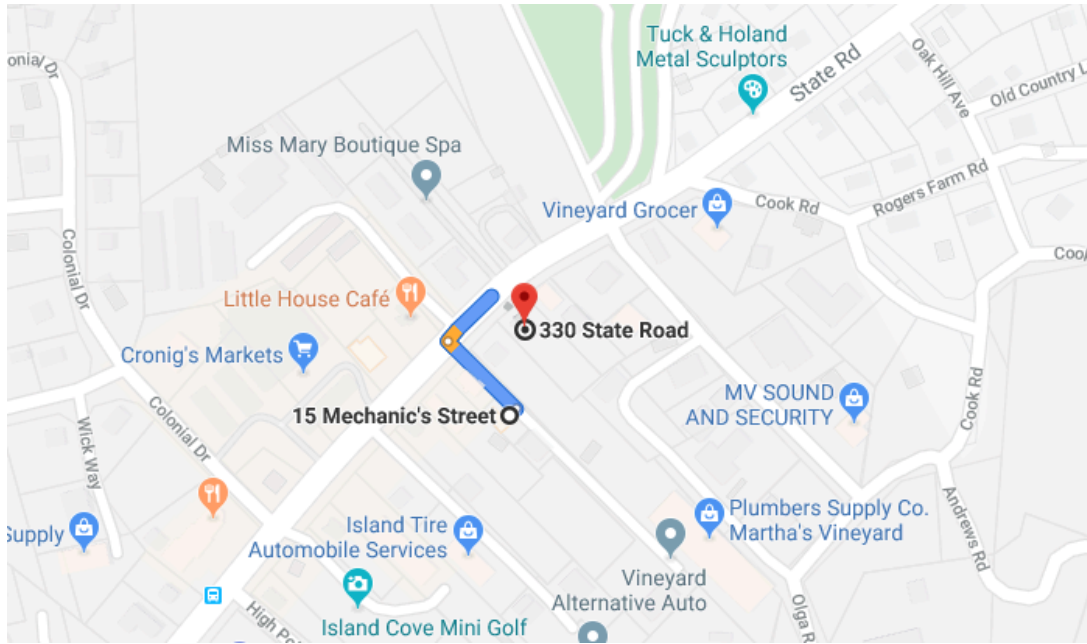 Tuck & Holand
Metal Sculptors
State Rd
Oak Hill Ave
Old Country L
onial Dr
Miss Mary Boutique Spa
Rogers Farm Rd
Vineyard Grocer
Cook Rd
Colonial Dr
Coo
Little House Café
330 State Road
Cronig's Markets
15 Mechanic's Street
MV SOUND
AND SECURITY
Cook Rd
Colonial Dr
Wick Way
Supply
Island Tire
Automobile Services
Plumbers Supply Co.
Martha's Vineyard
Andrews Rd
Vineyard
Alternative Auto
High Po
Island Cove Mini Golf
Olga R